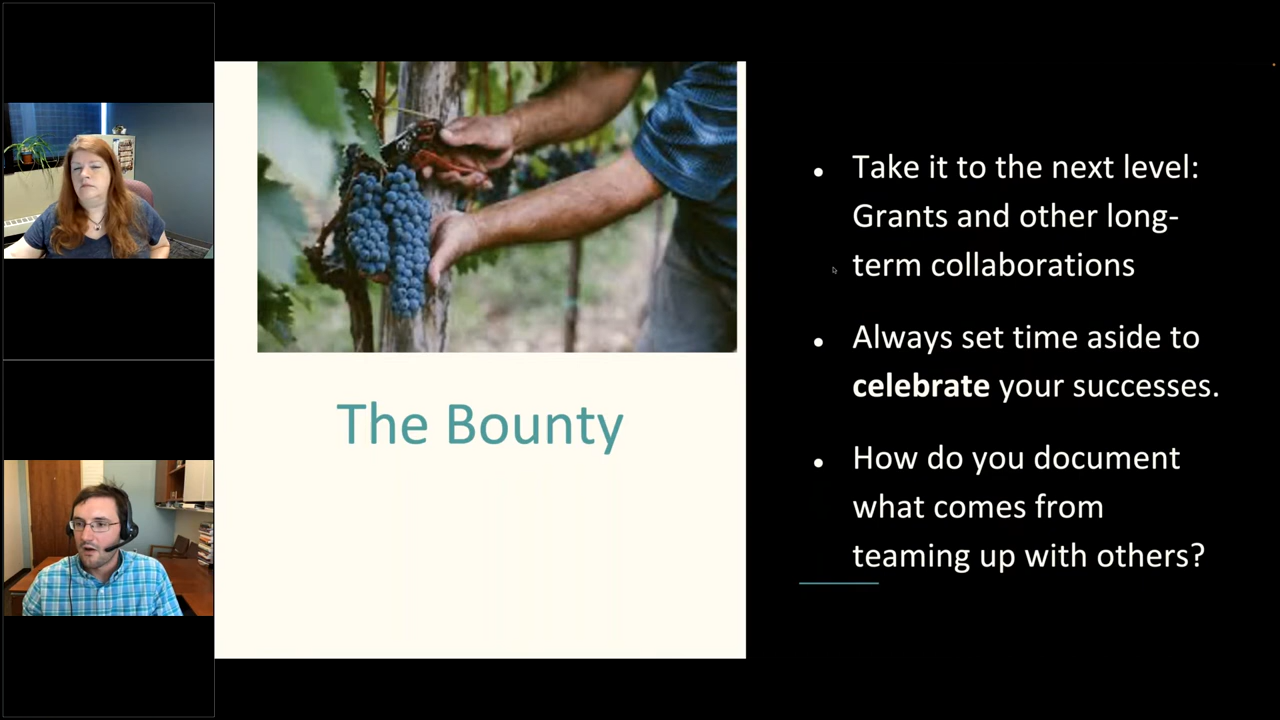 The Bounty
• Take it to the next level:
Grants and other long-
term collaborations
• Always set time aside to
celebrate your successes.
• How do you document
what comes from
teaming up with others?